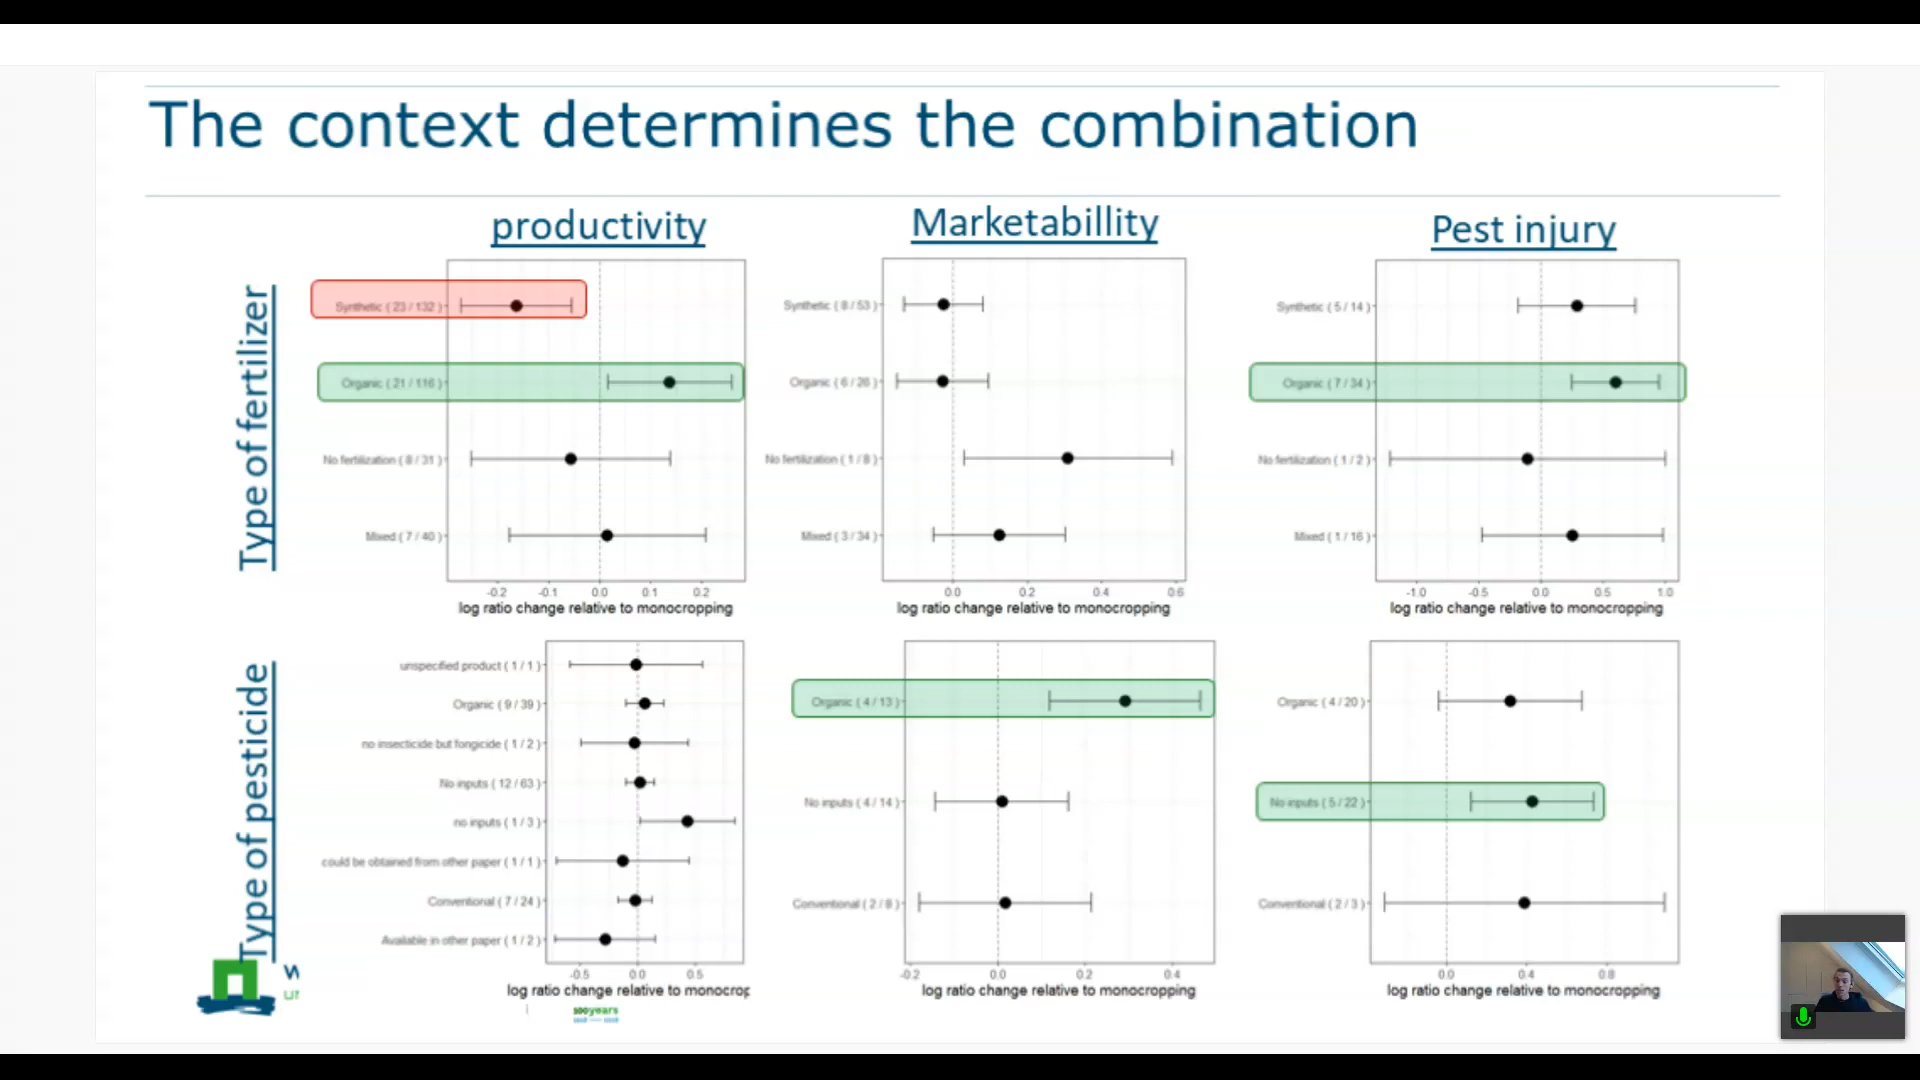 The context determines the combination
productivity
Marketabillity
Pest injury
Type of fertilizer
Synthetic ( 23 / 132 )
Organic ( 21 / 116 )
No fertilization ( 8 / 31 )
Mixed ( 7 / 40 )
-0.2 -0.1 0.0 0.1 0.2
log ratio change relative to monocropping
Synthetic ( 8 / 53 )
Organic ( 6 / 26 )
No fertilization ( 1 / 8 )
Mixed ( 3 / 34 )
0.0 0.2 0.4 0.6
log ratio change relative to monocropping
Synthetic ( 5 / 14 )
Organic ( 7 / 34 )
No fertilization ( 1 / 2 )
Mixed ( 1 / 16 )
-1.0 -0.5 0.0 0.5 1.0
log ratio change relative to monocropping
Type of pesticide
unspecified product ( 1 / 1 )
Organic ( 9 / 39 )
no insecticide but fongicide ( 1 / 2 )
No inputs ( 12 / 63 )
no inputs ( 1 / 3 )
could be obtained from other paper ( 1 / 1 )
Conventional ( 7 / 24 )
Available in other paper ( 1 / 2 )
-0.5 0.0 0.5
log ratio change relative to monocrop
Organic ( 4 / 13 )
No inputs ( 4 / 14 )
Conventional ( 2 / 8 )
-0.2 0.0 0.2 0.4
log ratio change relative to monocropping
Organic ( 4 / 20 )
No inputs ( 5 / 22 )
Conventional ( 2 / 3 )
0.0 0.4 0.8
log ratio change relative to monocropping
W
UN
100years